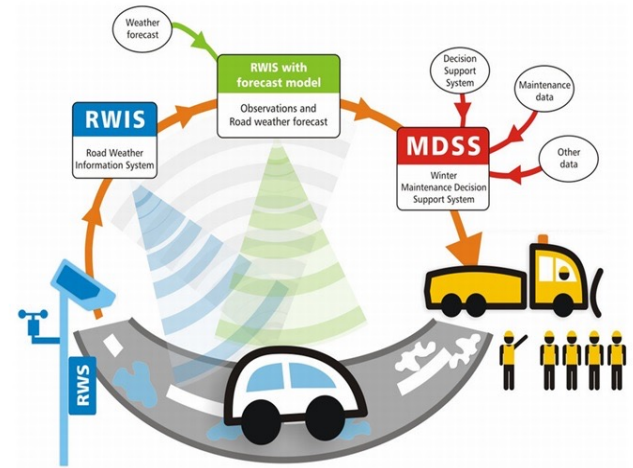 Weather
forecast
RWIS with
forecast model
Observations and
Road weather forecast
Decision
Support
System
Maintenance
data
Other
data
RWIS
Road Weather
Information System
MDSS
Winter
Maintenance Decision
Support System
RWS